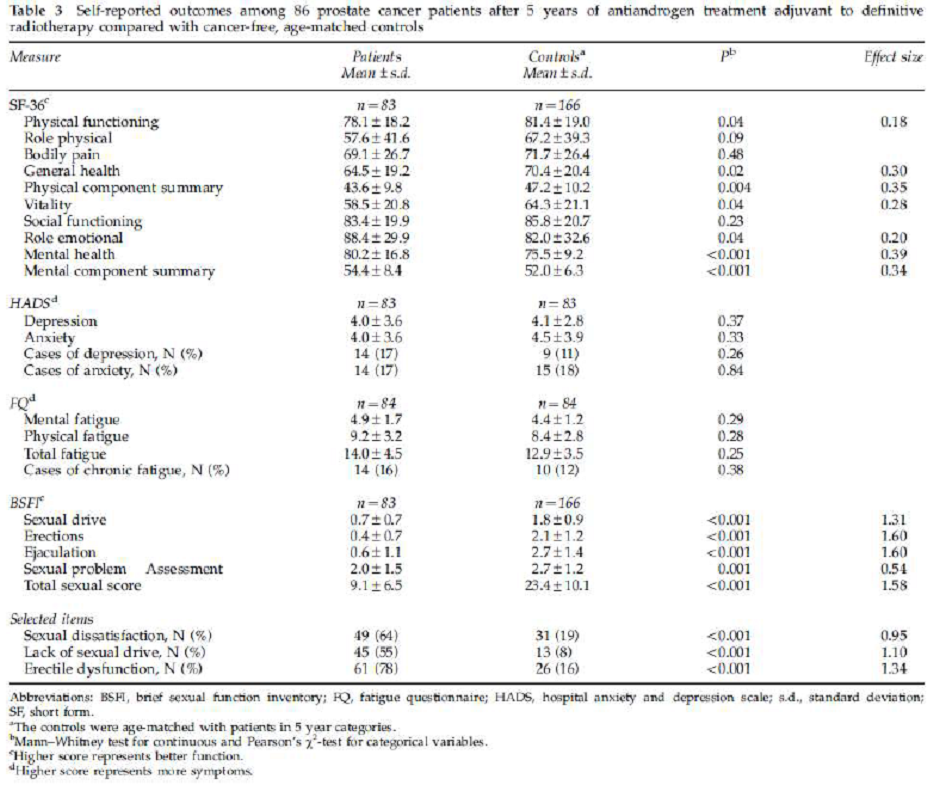 Table 3 Self-reported outcomes among 86 prostate cancer patients after 5 years of antiandrogen treatment adjuvant to definitive
radiotherapy compared with cancer-free, age-matched controls
Measure Patients Controlsᵃ Pᵇ Effect size
Mean ± s.d. Mean ± s.d.
SF-36ᶜ n = 83 n = 166
Physical functioning 78.1 ± 18.2 81.4 ± 19.0 0.04 0.18
Role physical 57.6 ± 41.6 67.2 ± 39.3 0.09
Bodily pain 69.1 ± 26.7 71.7 ± 26.4 0.48
General health 64.5 ± 19.2 70.4 ± 20.4 0.02 0.30
Physical component summary 43.6 ± 9.8 47.2 ± 10.2 0.004 0.35
Vitality 58.5 ± 20.8 64.3 ± 21.1 0.04 0.28
Social functioning 83.4 ± 19.9 85.8 ± 20.7 0.23
Role emotional 88.4 ± 29.9 82.0 ± 32.6 0.04 0.20
Mental health 80.2 ± 16.8 75.5 ± 9.2 <0.001 0.39
Mental component summary 54.4 ± 8.4 52.0 ± 6.3 <0.001 0.34
HADSᵈ n = 83 n = 83
Depression 4.0 ± 3.6 4.1 ± 2.8 0.37
Anxiety 4.0 ± 3.6 4.5 ± 3.9 0.33
Cases of depression, N (%) 14 (17) 9 (11) 0.26
Cases of anxiety, N (%) 14 (17) 15 (18) 0.84
FQᵈ n = 84 n = 84
Mental fatigue 4.9 ± 1.7 4.4 ± 1.2 0.29
Physical fatigue 9.2 ± 3.2 8.4 ± 2.8 0.28
Total fatigue 14.0 ± 4.5 12.9 ± 3.5 0.25
Cases of chronic fatigue, N (%) 14 (16) 10 (12) 0.38
BSFIᶜ n = 83 n = 166
Sexual drive 0.7 ± 0.7 1.8 ± 0.9 <0.001 1.31
Erections 0.4 ± 0.7 2.1 ± 1.2 <0.001 1.60
Ejaculation 0.6 ± 1.1 2.7 ± 1.4 <0.001 1.60
Sexual problem Assessment 2.0 ± 1.5 2.7 ± 1.2 0.001 0.54
Total sexual score 9.1 ± 6.5 23.4 ± 10.1 <0.001 1.58
Selected items
Sexual dissatisfaction, N (%) 49 (64) 31 (19) <0.001 0.95
Lack of sexual drive, N (%) 45 (55) 13 (8) <0.001 1.10
Erectile dysfunction, N (%) 61 (78) 26 (16) <0.001 1.34
Abbreviations: BSFI, brief sexual function inventory; FQ, fatigue questionnaire; HADS, hospital anxiety and depression scale; s.d., standard deviation;
SF, short form.
ᵃThe controls were age-matched with patients in 5 year categories.
ᵇMann–Whitney test for continuous and Pearson's χ²-test for categorical variables.
ᶜHigher score represents better function.
ᵈHigher score represents more symptoms.